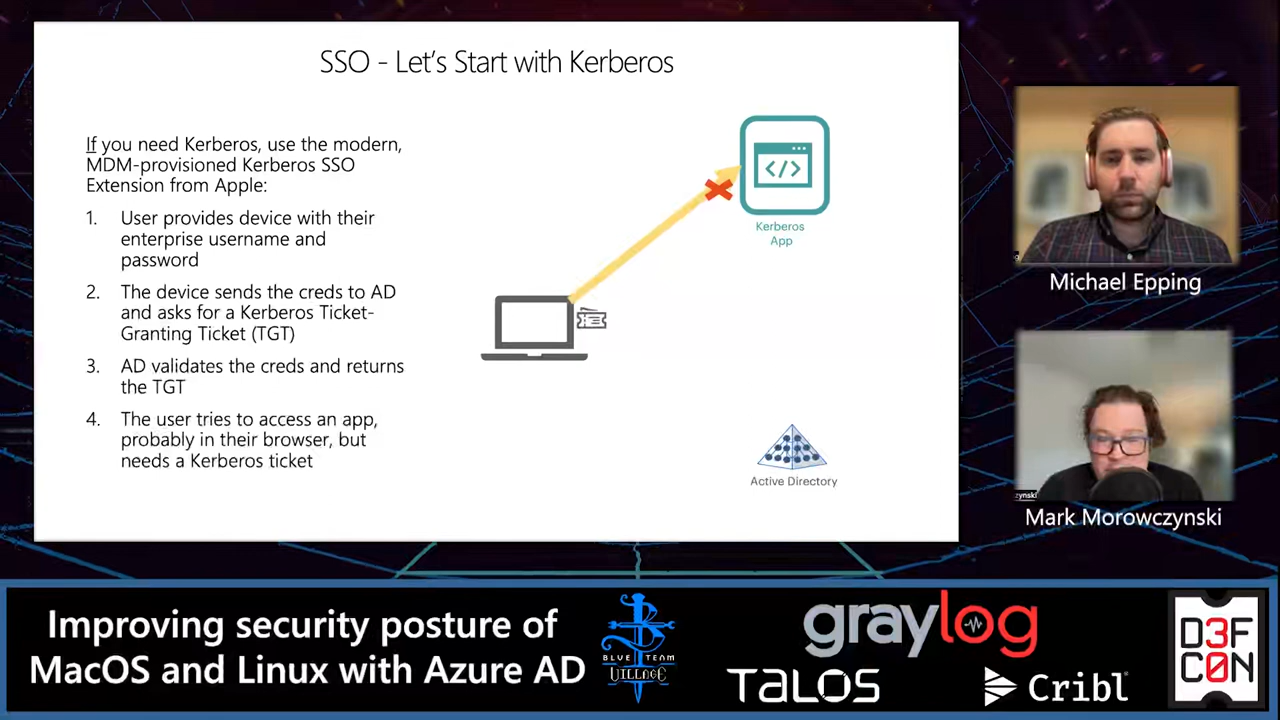 SSO - Let's Start with Kerberos
If you need Kerberos, use the modern,
MDM-provisioned Kerberos SSO
Extension from Apple:
1. User provides device with their
enterprise username and
password
2. The device sends the creds to AD
and asks for a Kerberos Ticket-
Granting Ticket (TGT)
3. AD validates the creds and returns
the TGT
4. The user tries to access an app,
probably in their browser, but
needs a Kerberos ticket
</>
Kerberos
App
Active Directory
Michael Epping
zynski
Mark Morowczynski
Improving security posture of
MacOS and Linux with Azure AD
BLUE TEAM
VILLAGE
graylog
TALOS
Cribl
D3F
C0N